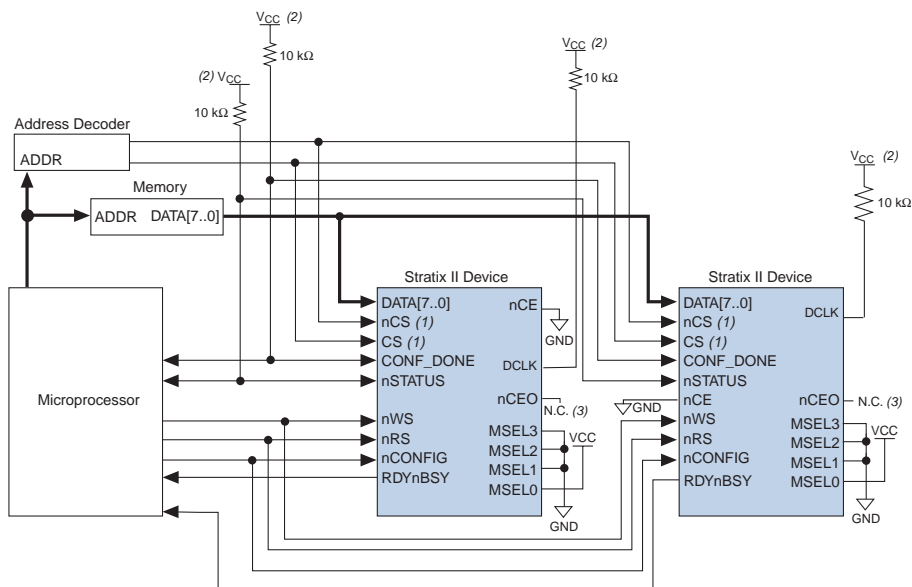 VCC (2)
10 kΩ
VCC (2)
10 kΩ
(2) VCC
10 kΩ
Address Decoder
ADDR
VCC (2)
10 kΩ
Memory
ADDR DATA[7..0]
Stratix II Device
DATA[7..0]
nCS (1)
CS (1)
CONF_DONE
nSTATUS
nWS
nRS
nCONFIG
RDYnBSY
nCE
GND
DCLK
nCEO
N.C. (3)
MSEL3
MSEL2
MSEL1
MSEL0
VCC
GND
Stratix II Device
DATA[7..0]
nCS (1)
CS (1)
CONF_DONE
nSTATUS
nCE
GND
nWS
nRS
nCONFIG
RDYnBSY
DCLK
nCEO
N.C. (3)
MSEL3
MSEL2
MSEL1
MSEL0
VCC
GND
Microprocessor